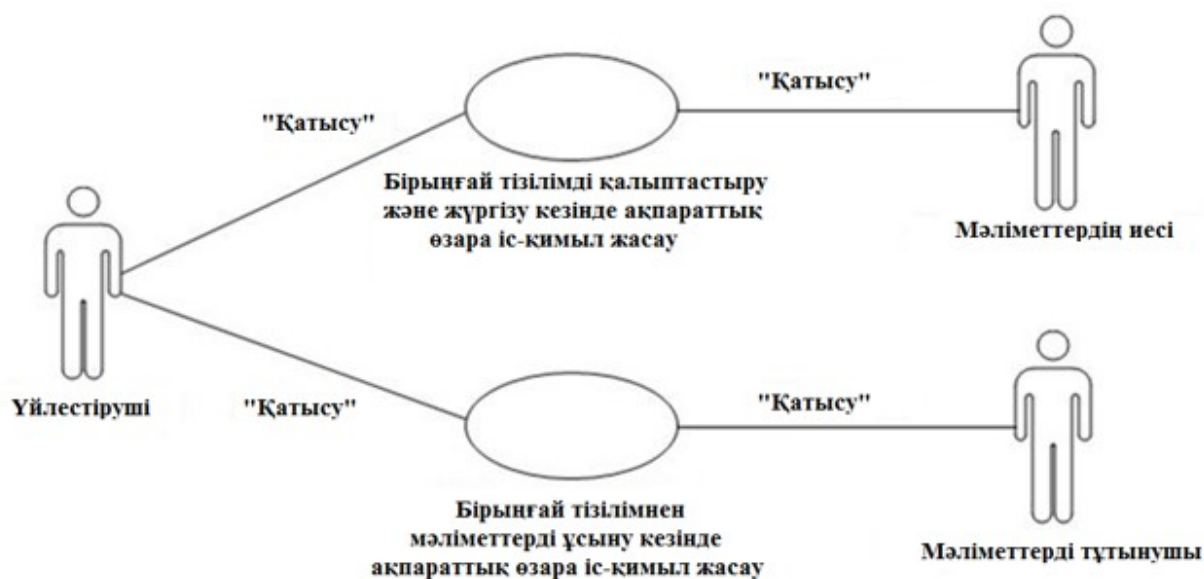 "Қатысу"
"Қатысу"
Бірыңғай тізілімді қалыптастыру
және жүргізу кезінде ақпараттық
өзара іс-қимыл жасау
Мәліметтердің иесі
Үйлестіруші
"Қатысу"
"Қатысу"
Бірыңғай тізілімнен
мәліметтерді ұсыну кезінде
ақпараттық өзара іс-қимыл жасау
Мәліметтерді тұтынушы